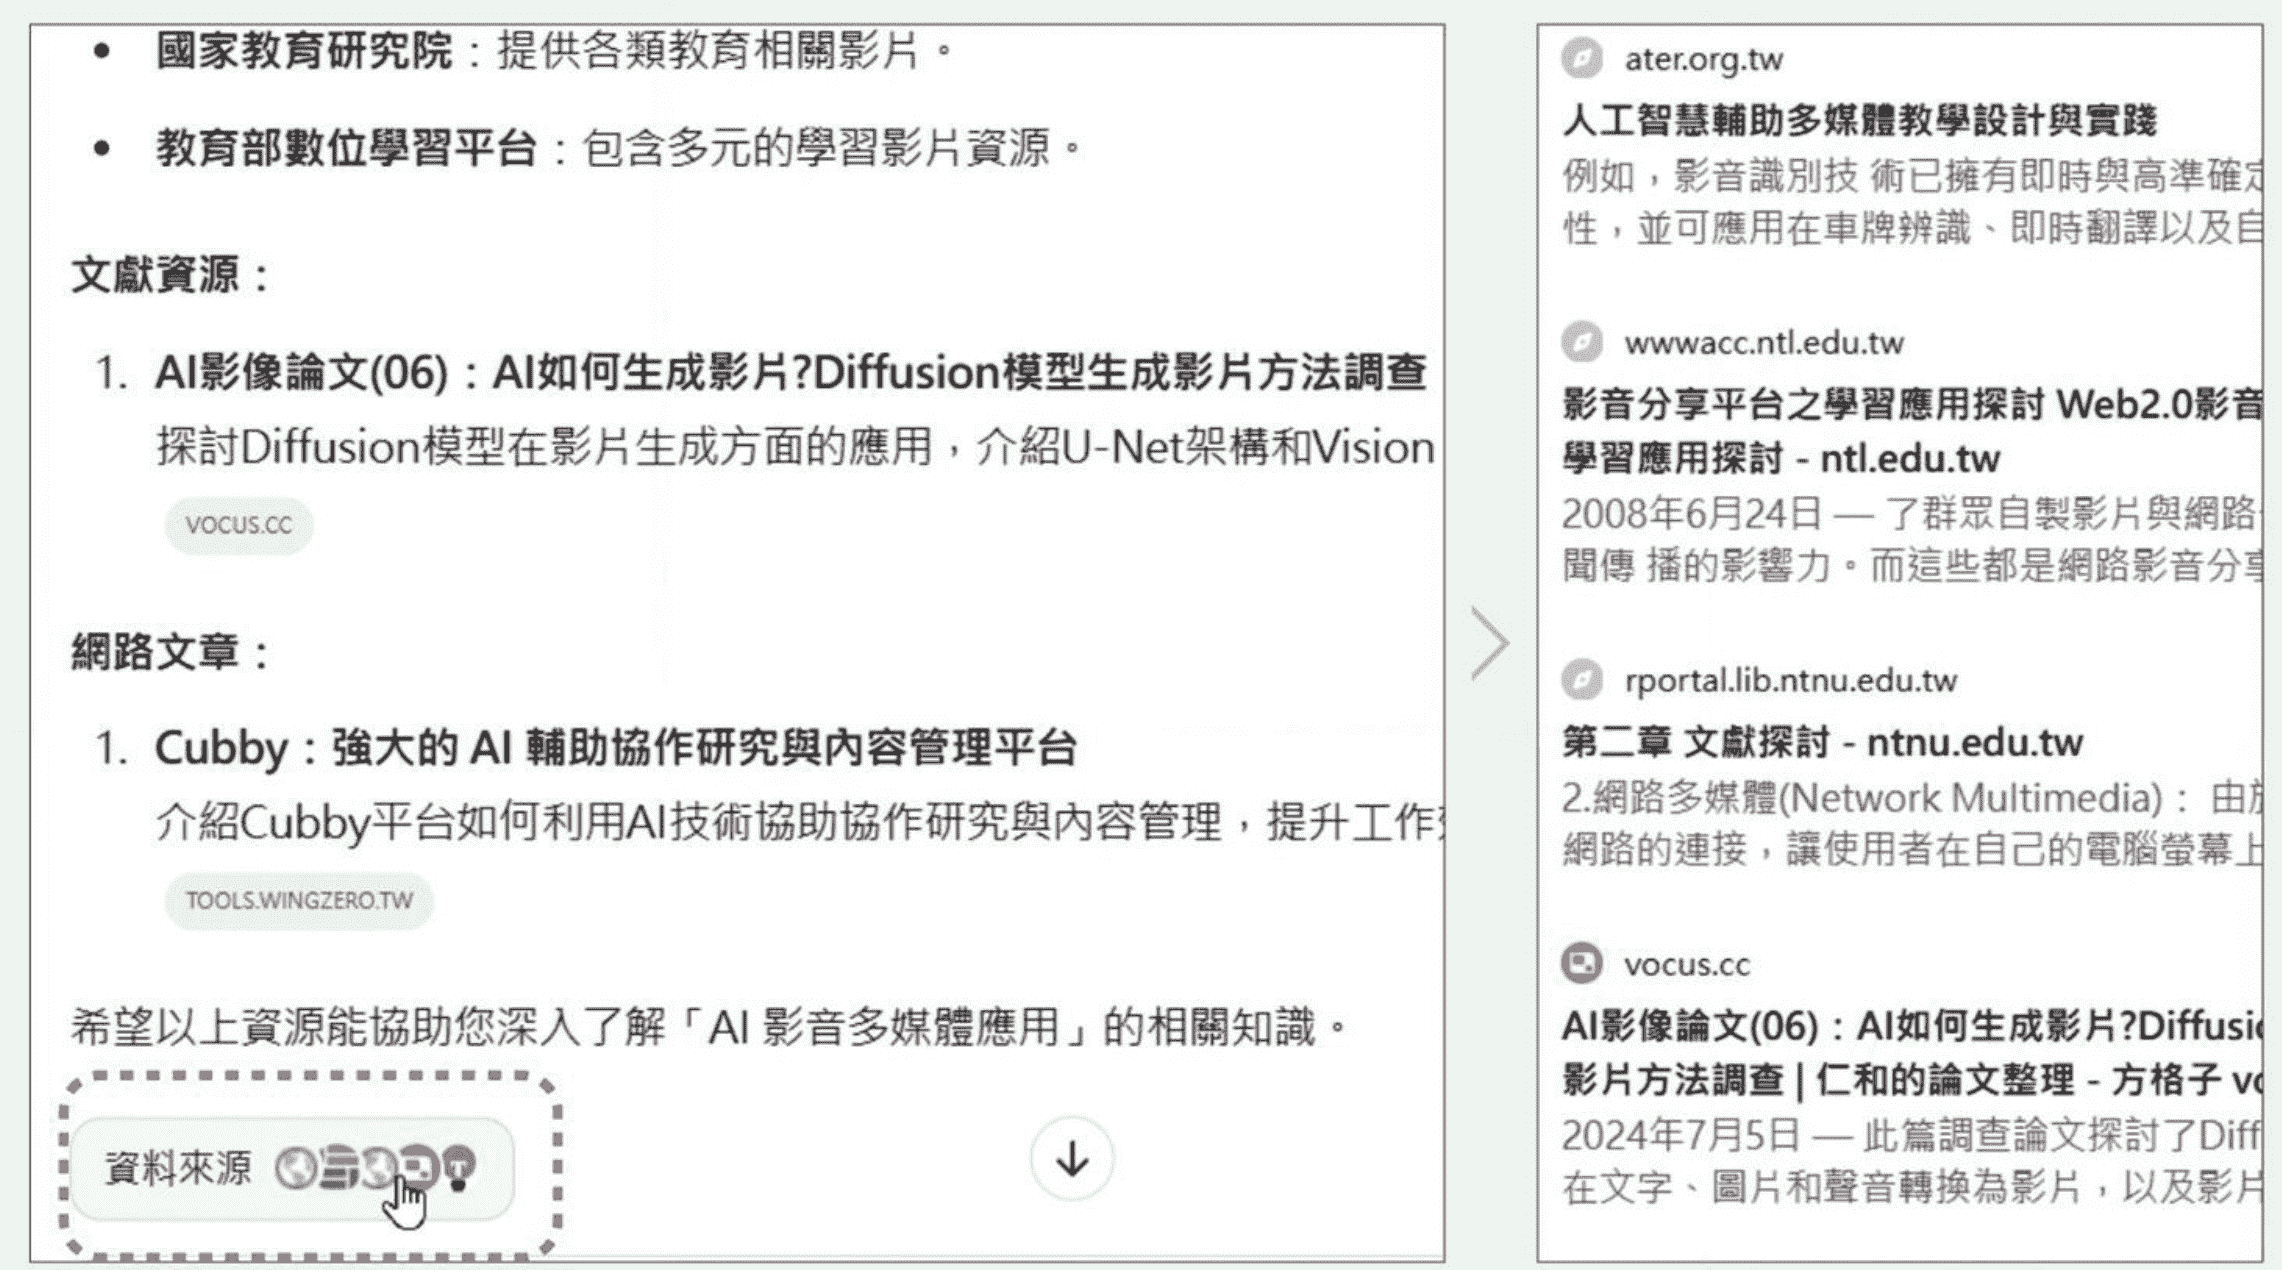 • 國家教育研究院：提供各類教育相關影片。
• 教育部數位學習平台：包含多元的學習影片資源。
文獻資源：
1. AI影像論文(06)：AI如何生成影片?Diffusion模型生成影片方法調查
探討Diffusion模型在影片生成方面的應用，介紹U-Net架構和Vision
VOCUS.CC
網路文章：
1. Cubby：強大的 AI 輔助協作研究與內容管理平台
介紹Cubby平台如何利用AI技術協助協作研究與內容管理，提升工作
TOOLS.WINGZERO.TW
希望以上資源能協助您深入了解「AI 影音多媒體應用」的相關知識。
資料來源
ater.org.tw
人工智慧輔助多媒體教學設計與實踐
例如，影音識別技 術已擁有即時與高準確定
性，並可應用在車牌辨識、即時翻譯以及自
wwwacc.ntl.edu.tw
影音分享平台之學習應用探討 Web2.0影音
學習應用探討 - ntl.edu.tw
2008年6月24日 — 了群眾自製影片與網路
聞傳 播的影響力。而這些都是網路影音分享
rportal.lib.ntnu.edu.tw
第二章 文獻探討 - ntnu.edu.tw
2.網路多媒體(Network Multimedia)： 由於
網路的連接，讓使用者在自己的電腦螢幕上
vocus.cc
AI影像論文(06)：AI如何生成影片?Diffusi
影片方法調查 | 仁和的論文整理 - 方格子 vo
2024年7月5日 — 此篇調查論文探討了Diff
在文字、圖片和聲音轉換為影片，以及影片